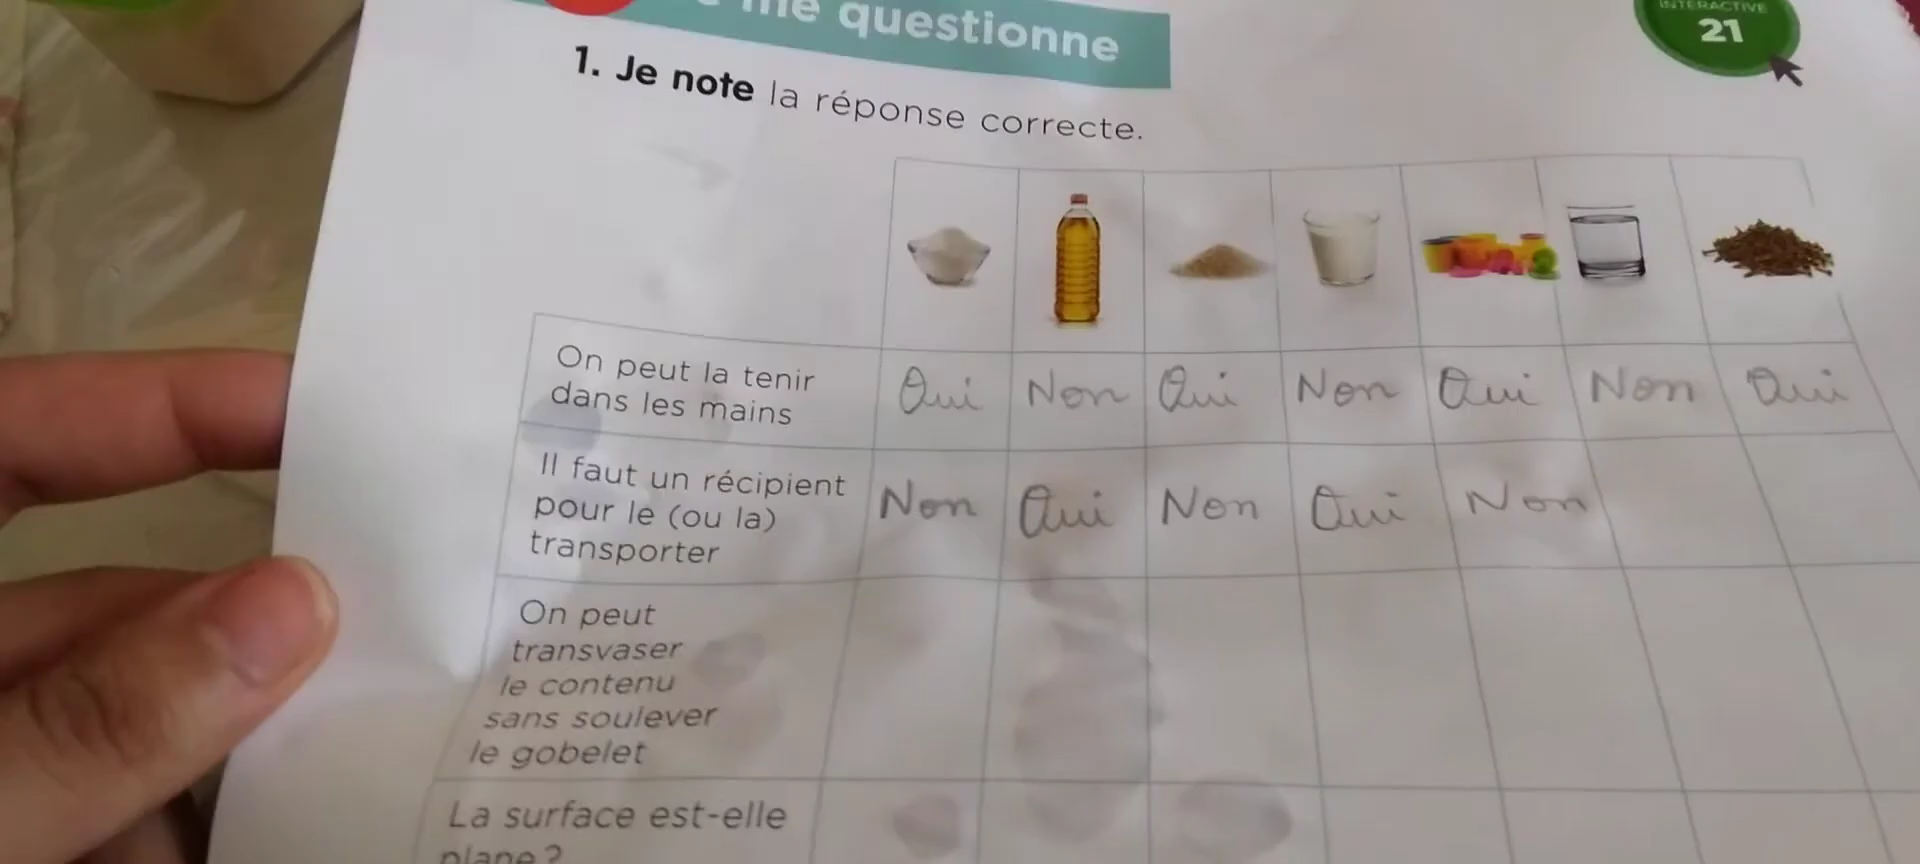 me questionne
INTERACTIVE
21
1. Je note la réponse correcte.
On peut la tenir
dans les mains
Oui Non Oui Non Oui Non Oui
Il faut un récipient
pour le (ou la)
transporter
Non Oui Non Oui Non
On peut
transvaser
le contenu
sans soulever
le gobelet
La surface est-elle
plane ?